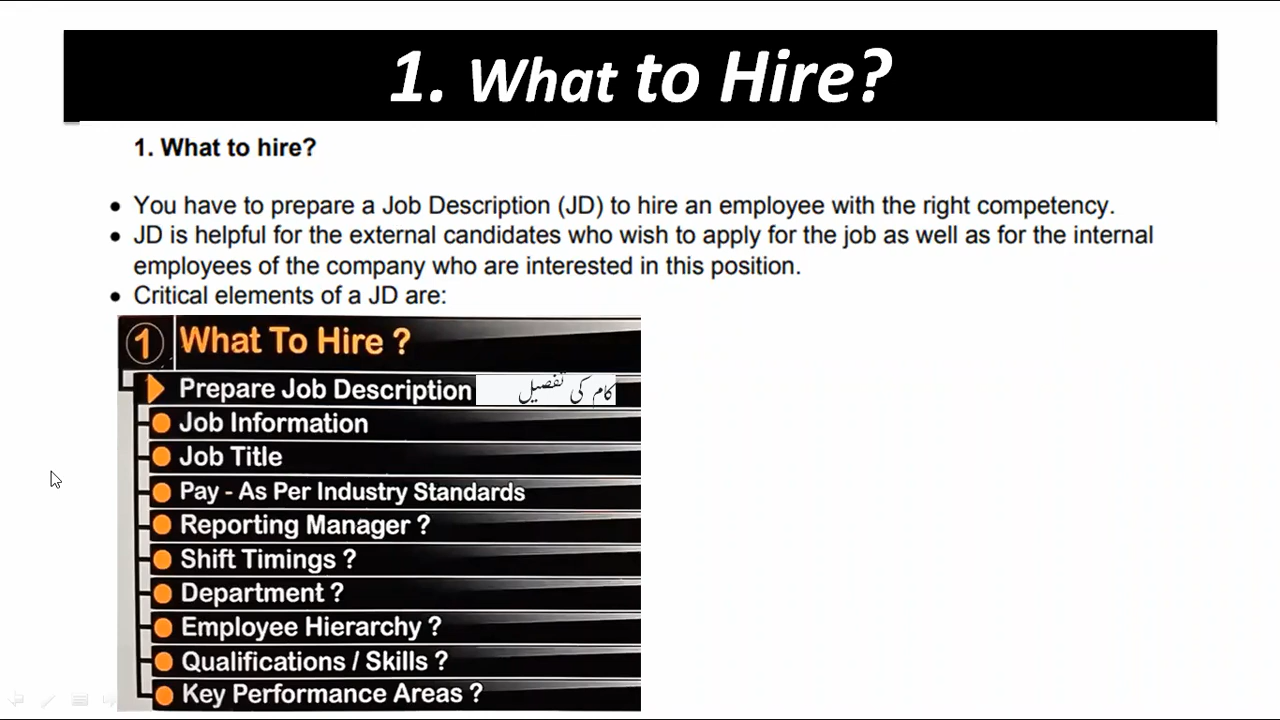 1. What to Hire?
1. What to hire?
• You have to prepare a Job Description (JD) to hire an employee with the right competency.
• JD is helpful for the external candidates who wish to apply for the job as well as for the internal
employees of the company who are interested in this position.
• Critical elements of a JD are:
1 What To Hire ?
Prepare Job Description کام کی تفصیل
Job Information
Job Title
Pay - As Per Industry Standards
Reporting Manager ?
Shift Timings ?
Department ?
Employee Hierarchy ?
Qualifications / Skills ?
Key Performance Areas ?